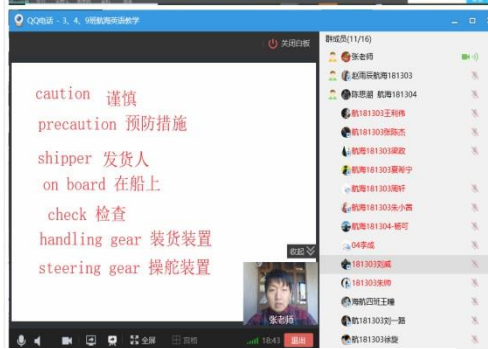 QQ电话 - 3、4、9班航海英语教学
关闭白板
群成员(11/16)
caution 谨慎
precaution 预防措施
shipper 发货人
on board 在船上
check 检查
handling gear 装货装置
steering gear 操舵装置
收起
张老师
全屏
宫格
18:43
退出
张老师
赵雨辰航海181303
陈思朝 航海181304
航181303王利伟
航181303张陈杰
航海181303梁政
航海181303夏裕宁
航海181303周轩
航海181303朱小茜
航海181304-杨可
04李成
181303刘威
181303朱帅
海航四班王曈
航181303刘一路
航181303徐旋